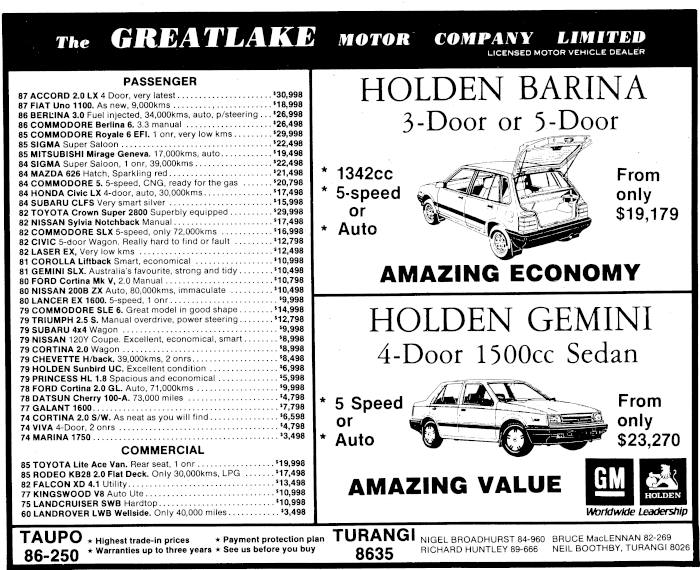 The GREATLAKE MOTOR COMPANY LIMITED
LICENSED MOTOR VEHICLE DEALER
PASSENGER
87 ACCORD 2.0 LX 4 Door, very latest $30,998
87 FIAT Uno 1100. As new, 9,000kms $18,998
86 BERLINA 3.0 Fuel injected, 34,000kms, auto, p/steering $26,998
86 COMMODORE Berlina 6. 3.3 manual $26,498
85 COMMODORE Royale 6 EFI. 1 onr, very low kms $29,998
85 SIGMA Super Saloon $22,498
85 MITSUBISHI Mirage Geneva. 17,000kms, auto $19,498
84 SIGMA Super Saloon, 1 onr, 39,000kms $22,498
84 MAZDA 626 Hatch, Sparkling red $21,498
84 COMMODORE 5. 5-speed, CNG, ready for the gas $20,798
84 HONDA Civic LX 4-door, auto, 30,000kms $17,498
84 SUBARU CLFS Very smart silver $15,998
82 TOYOTA Crown Super 2800 Superbly equipped $29,998
82 NISSAN Sylvia Notchback Manual $17,498
82 COMMODORE SLX 5-speed, only 72,000kms $16,998
82 CIVIC 5-door Wagon. Really hard to find or fault $12,798
82 LASER EX, Very low kms $12,498
81 COROLLA Liftback Smart, economical $10,998
81 GEMINI SLX. Australia's favourite, strong and tidy $10,498
80 FORD Cortina Mk V, 2.0 Manual $10,798
80 NISSAN 200B ZX Auto, 80,000kms, immaculate $10,498
80 LANCER EX 1600. 5-speed, 1 onr $9,998
79 COMMODORE SLE 6. Great model in good shape $14,998
79 TRIUMPH 2.5 S. Manual overdrive, power steering $12,798
79 SUBARU 4x4 Wagon $9,998
79 NISSAN 120Y Coupe. Excellent, economical, smart $8,998
79 CORTINA 2.0 Wagon $8,998
79 CHEVETTE H/back. 39,000kms, 2 onrs $8,498
79 HOLDEN Sunbird UC. Excellent condition $6,998
79 PRINCESS HL 1.8 Spacious and economical $5,998
78 FORD Cortina 2.0 GL. Auto, 71,000kms $9,998
78 DATSUN Cherry 100-A. 73,000 miles $4,798
77 GALANT 1600 $7,798
74 CORTINA 2.0 S/W. As neat as you will find $6,598
74 VIVA 4-Door, 2 onrs $4,798
74 MARINA 1750 $3,498
COMMERCIAL
85 TOYOTA Lite Ace Van. Rear seat, 1 onr $19,998
85 RODEO KB28 2.0 Flat Deck. Only 30,000kms, LPG $17,498
82 FALCON XD 4.1 Utility $13,498
77 KINGSWOOD V8 Auto Ute $10,998
75 LANDCRUISER SWB Hardtop $10,998
60 LANDROVER LWB Wellside. Only 40,000 miles $3,498
HOLDEN BARINA
3-Door or 5-Door
* 1342cc
* 5-speed
or
* Auto
From
only
$19,179
AMAZING ECONOMY
HOLDEN GEMINI
4-Door 1500cc Sedan
* 5 Speed
or
* Auto
From
only
$23,270
AMAZING VALUE
GM
HOLDEN
Worldwide Leadership
TAUPO
86-250
* Highest trade-in prices * Payment protection plan
* Warranties up to three years * See us before you buy
TURANGI
8635
NIGEL BROADHURST 84-960 BRUCE MacLENNAN 82-269
RICHARD HUNTLEY 89-666 NEIL BOOTHBY, TURANGI 8026